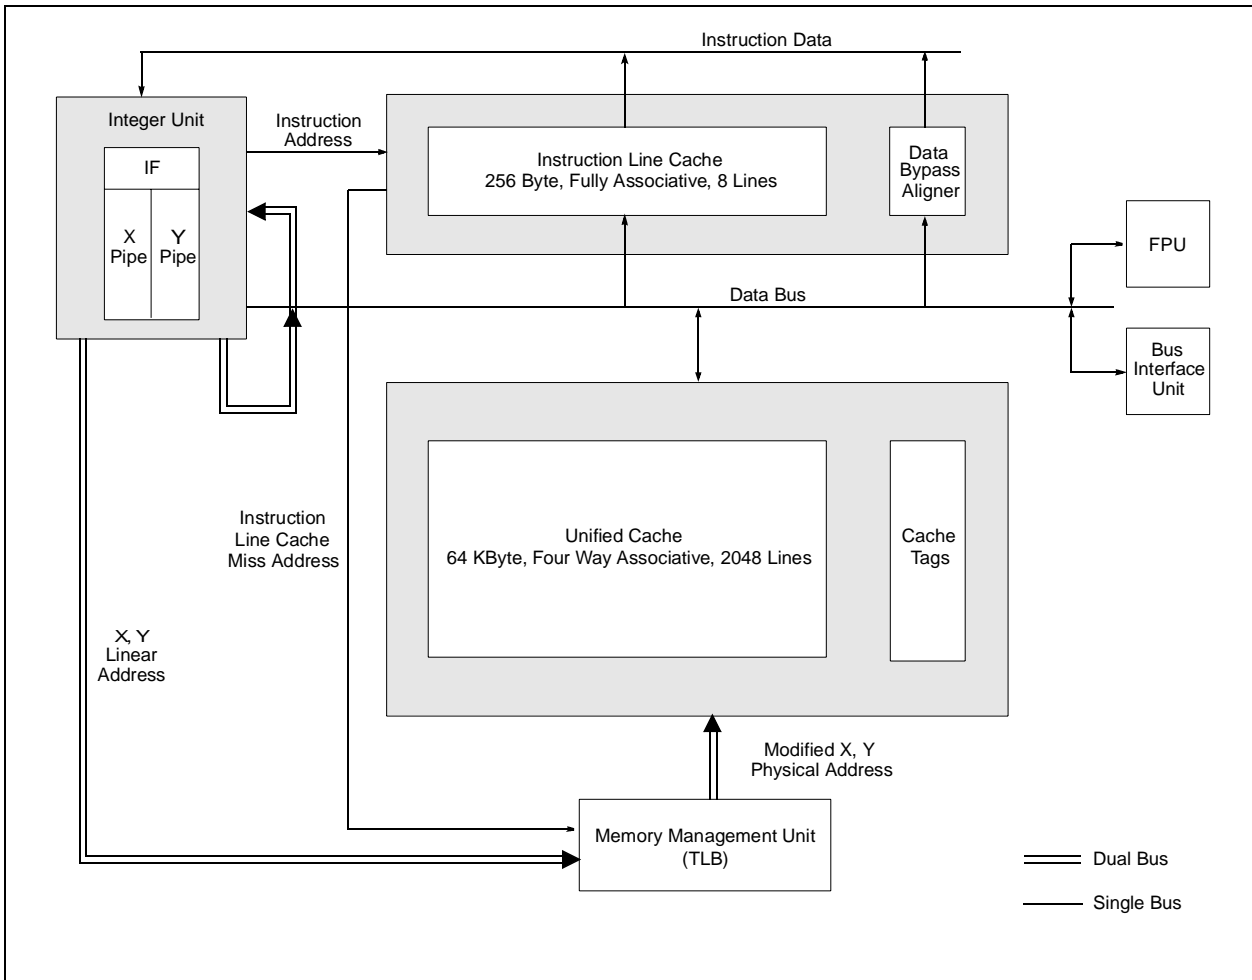 Instruction Data
Integer Unit
IF
X
Pipe
Y
Pipe
Instruction
Address
Instruction Line Cache
256 Byte, Fully Associative, 8 Lines
Data
Bypass
Aligner
FPU
Data Bus
Bus
Interface
Unit
Instruction
Line Cache
Miss Address
Unified Cache
64 KByte, Four Way Associative, 2048 Lines
Cache
Tags
X, Y
Linear
Address
Modified X, Y
Physical Address
Memory Management Unit
(TLB)
Dual Bus
Single Bus